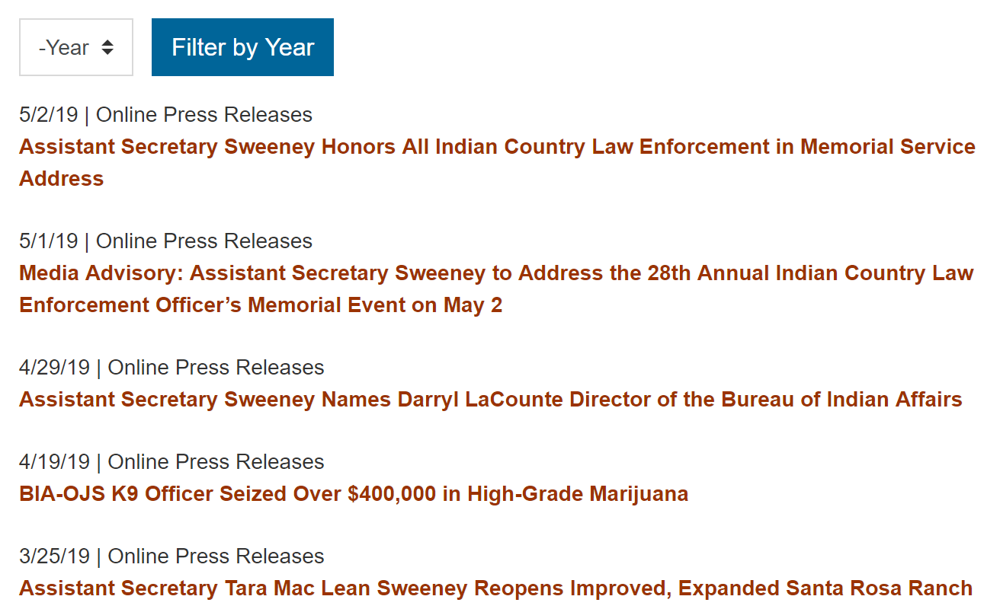 -Year Filter by Year
5/2/19 | Online Press Releases
Assistant Secretary Sweeney Honors All Indian Country Law Enforcement in Memorial Service
Address
5/1/19 | Online Press Releases
Media Advisory: Assistant Secretary Sweeney to Address the 28th Annual Indian Country Law
Enforcement Officer’s Memorial Event on May 2
4/29/19 | Online Press Releases
Assistant Secretary Sweeney Names Darryl LaCounte Director of the Bureau of Indian Affairs
4/19/19 | Online Press Releases
BIA-OJS K9 Officer Seized Over $400,000 in High-Grade Marijuana
3/25/19 | Online Press Releases
Assistant Secretary Tara Mac Lean Sweeney Reopens Improved, Expanded Santa Rosa Ranch